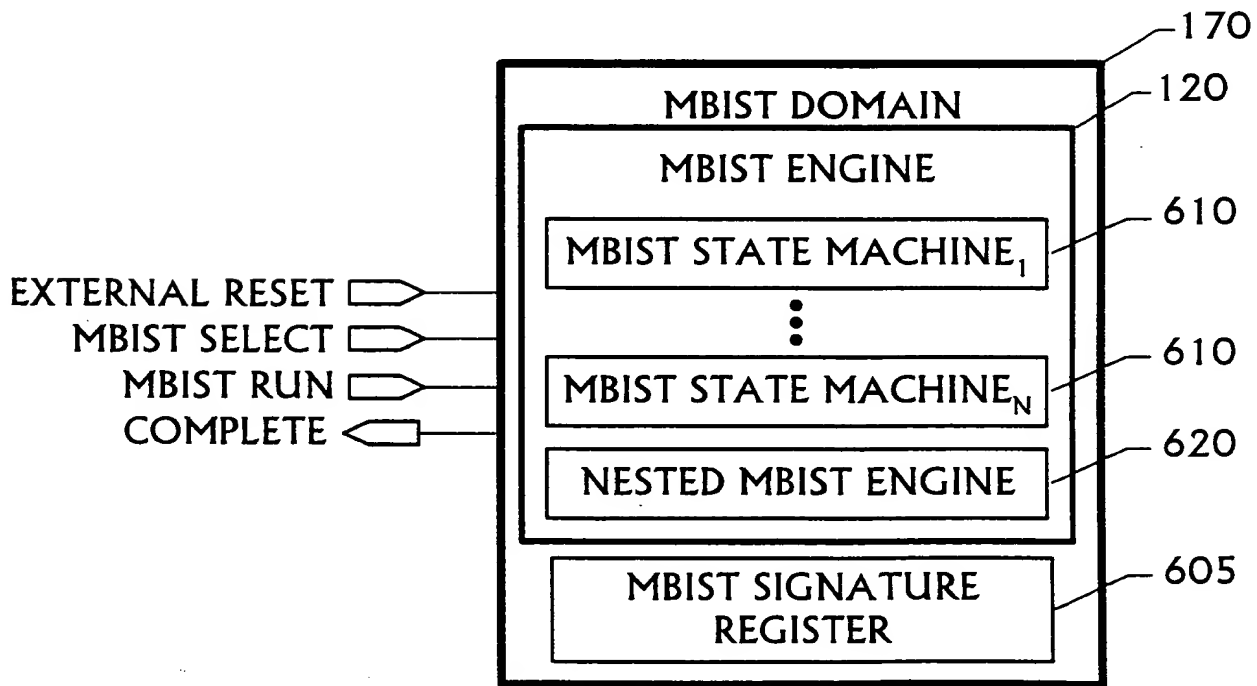 170
MBIST DOMAIN
120
MBIST ENGINE
610
MBIST STATE MACHINE1
EXTERNAL RESET
MBIST SELECT
MBIST RUN
COMPLETE
610
MBIST STATE MACHINEN
620
NESTED MBIST ENGINE
605
MBIST SIGNATURE
REGISTER